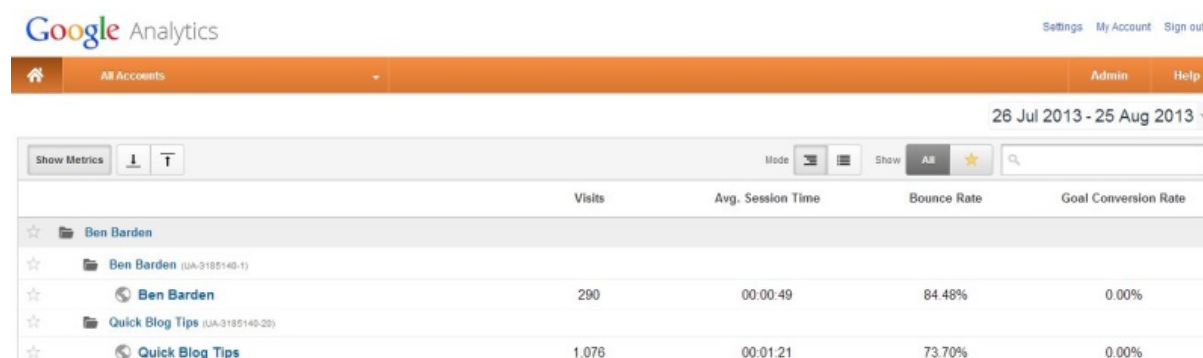 Google Analytics
Settings My Account Sign out
All Accounts
Admin Help
26 Jul 2013 - 25 Aug 2013
Show Metrics
Mode Show All
Visits Avg. Session Time Bounce Rate Goal Conversion Rate
Ben Barden
Ben Barden (UA-3185140-1)
Ben Barden 290 00:00:49 84.48% 0.00%
Quick Blog Tips (UA-3185140-20)
Quick Blog Tips 1,076 00:01:21 73.70% 0.00%